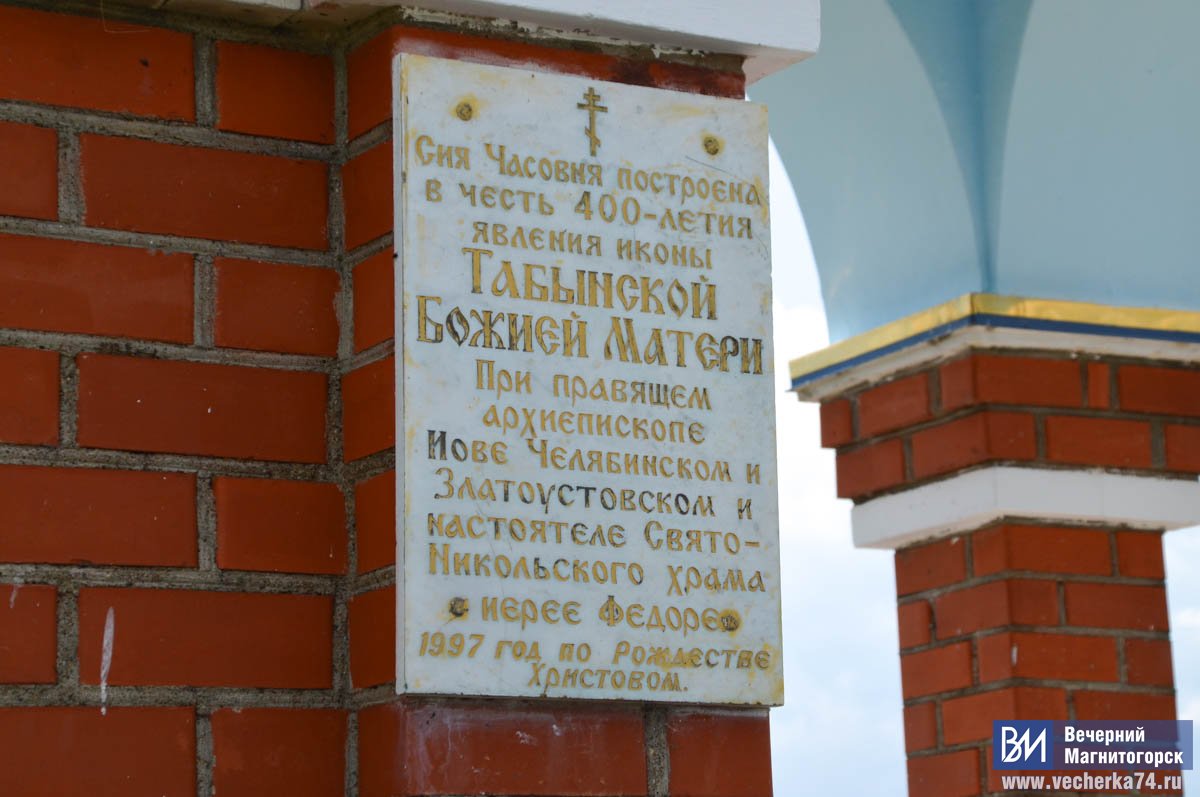 Сия Часовня построена
в честь 400-летия
явления иконы
Табынской
Божией Матери
При правящем
архиепископе
Иове Челябинском и
Златоустовском и
настоятеле Свято-
Никольского храма
иерее Федоре
1997 год по Рождестве
Христовом.
ВИ Вечерний
Магнитогорск
www.vecherka74.ru